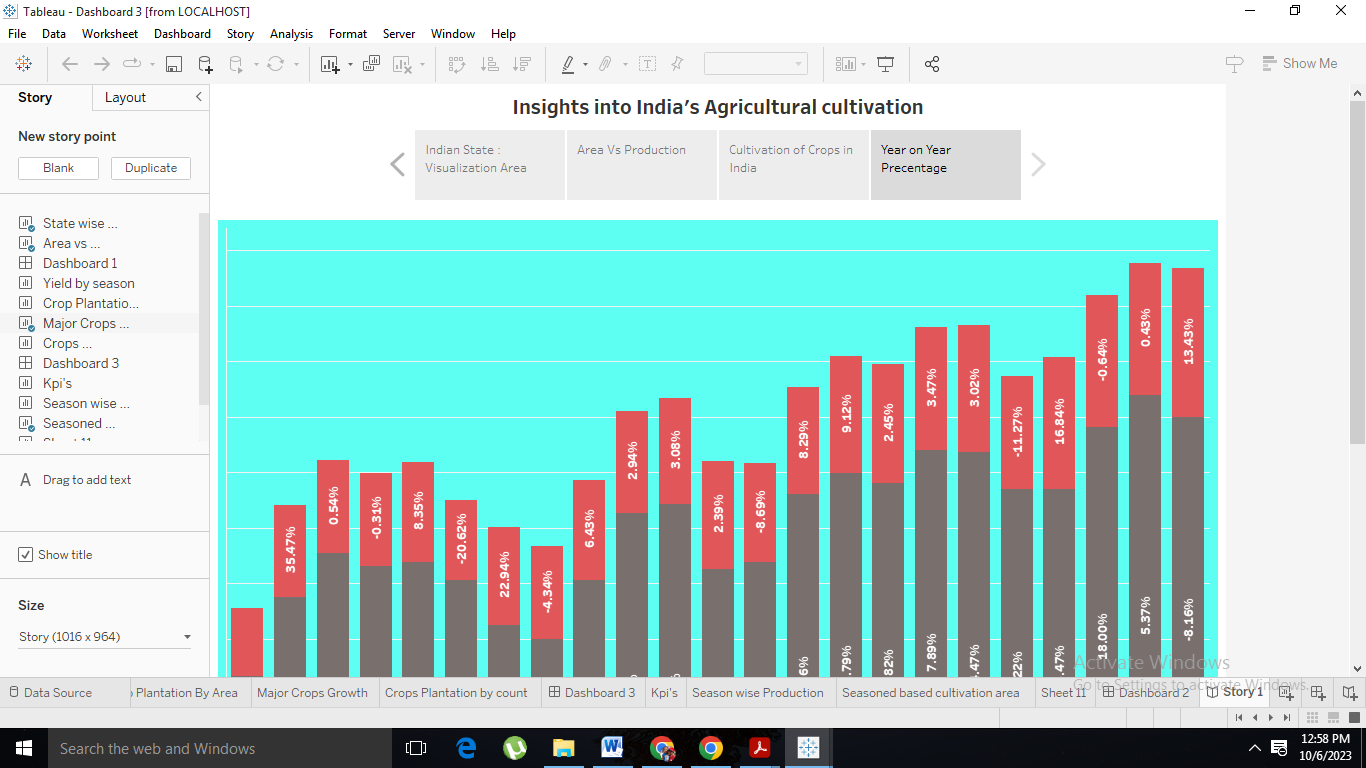 Tableau - Dashboard 3 [from LOCALHOST]
File Data Worksheet Dashboard Story Analysis Format Server Window Help
Show Me
Story Layout
New story point
Blank Duplicate
State wise ...
Area vs ...
Dashboard 1
Yield by season
Crop Plantatio...
Major Crops ...
Crops ...
Dashboard 3
Kpi's
Season wise ...
Seasoned ...
A Drag to add text
Show title
Size
Story (1016 x 964)
Insights into India's Agricultural cultivation
Indian State :
Visualization Area
Area Vs Production
Cultivation of Crops in
India
Year on Year
Precentage
35.47%
0.54%
-0.31%
8.35%
-20.62%
22.94%
-4.34%
6.43%
2.94%
3.08%
2.39%
-8.69%
8.29%
9.12%
2.45%
3.47%
3.02%
-11.27%
16.84%
-0.64%
0.43%
13.43%
18.00%
5.37%
-8.16%
Activate Windows
Go to Settings to activate Windows.
Data Source Plantation By Area Major Crops Growth Crops Plantation by count Dashboard 3 Kpi's Season wise Production Seasoned based cultivation area Sheet 11 Dashboard 2 Story 1
Search the web and Windows
12:58 PM
10/6/2023